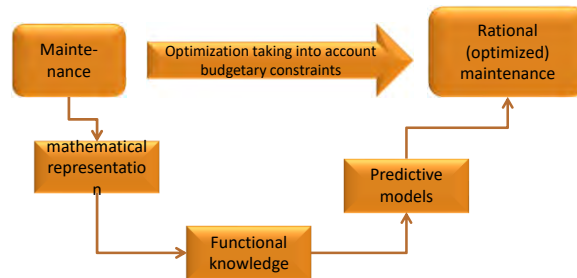 Mainte-
nance
Optimization taking into account
budgetary constraints
Rational
(optimized)
maintenance
mathematical
representatio
n
Predictive
models
Functional
knowledge